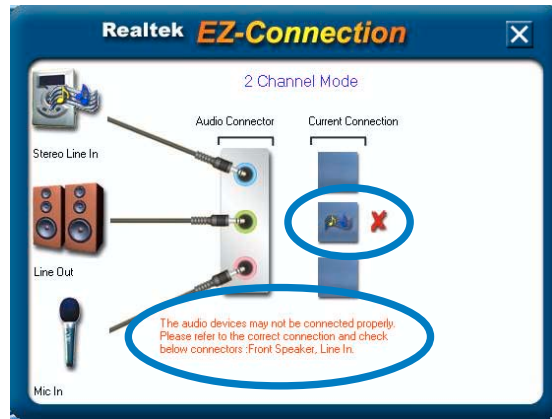 Realtek EZ-Connection
2 Channel Mode
Audio Connector
Current Connection
Stereo Line In
Line Out
The audio devices may not be connected properly.
Please refer to the correct connection and check
below connectors :Front Speaker, Line In.
Mic In